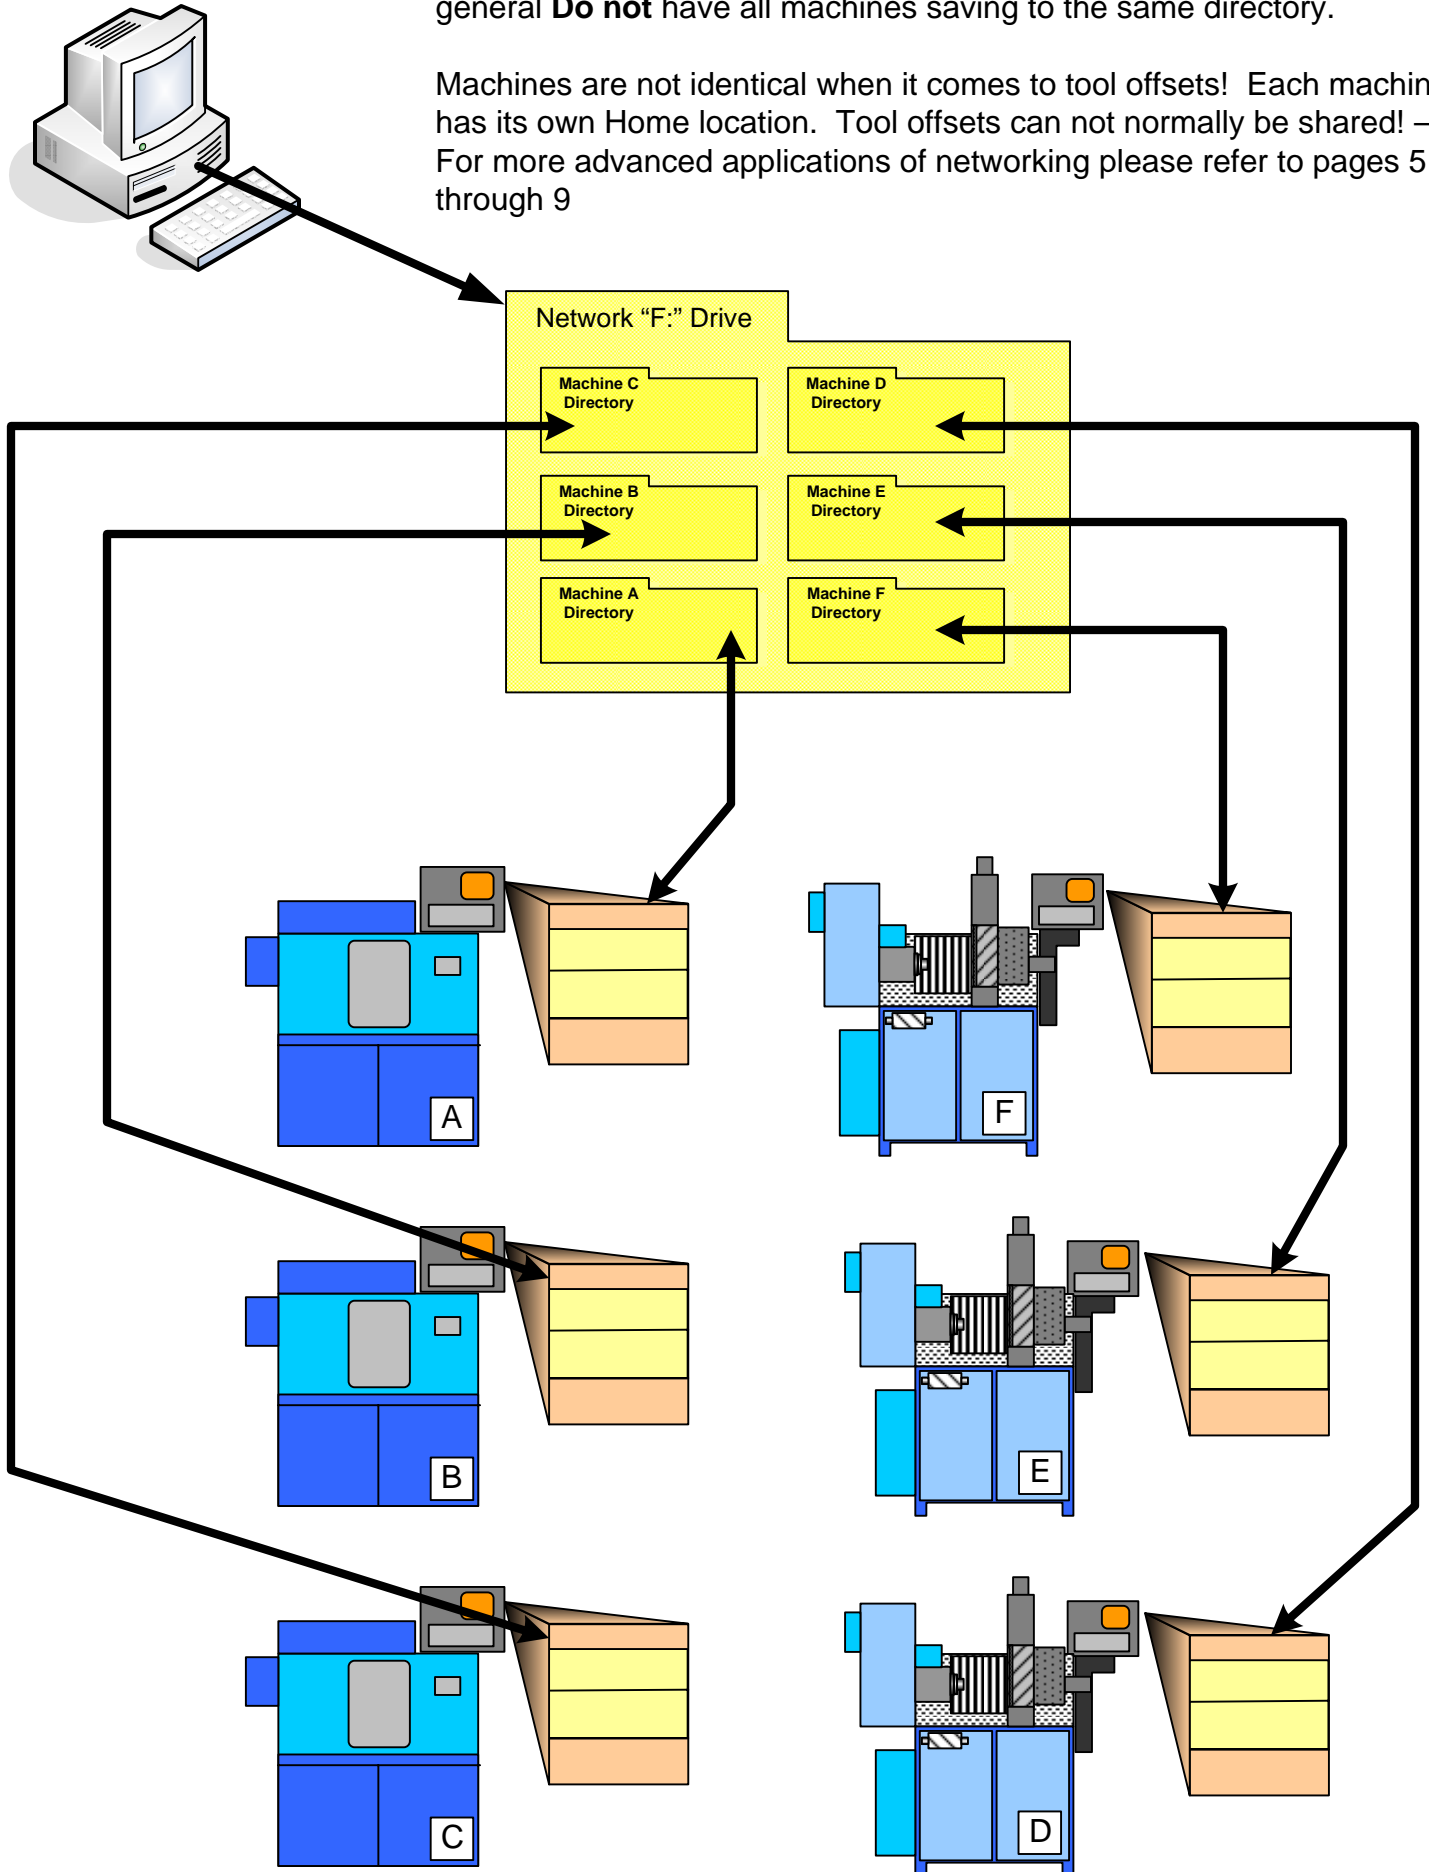 general Do not have all machines saving to the same directory.
Machines are not identical when it comes to tool offsets! Each machin
has its own Home location. Tool offsets can not normally be shared! –
For more advanced applications of networking please refer to pages 5
through 9
Network “F:” Drive
Machine C
Directory
Machine D
Directory
Machine B
Directory
Machine E
Directory
Machine A
Directory
Machine F
Directory
A
F
B
E
C
D